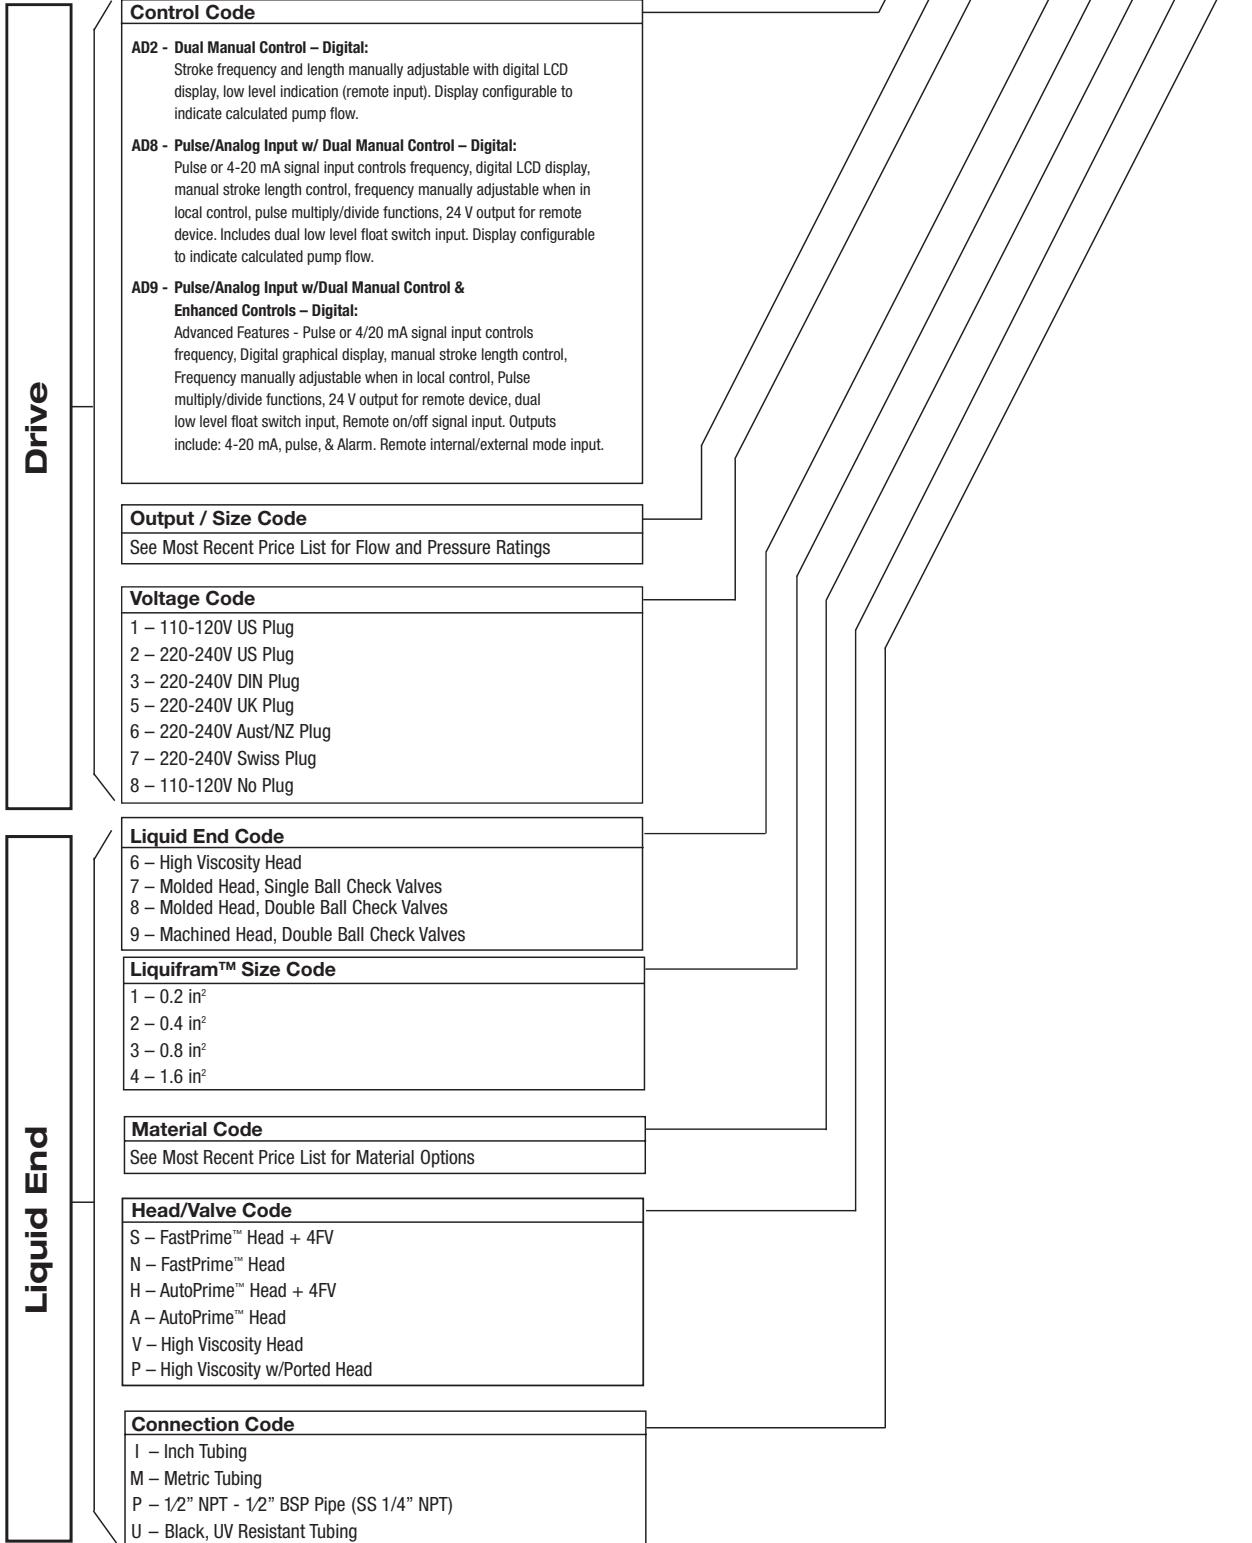 Drive
Control Code
AD2 - Dual Manual Control – Digital:
Stroke frequency and length manually adjustable with digital LCD
display, low level indication (remote input). Display configurable to
indicate calculated pump flow.
AD8 - Pulse/Analog Input w/ Dual Manual Control – Digital:
Pulse or 4-20 mA signal input controls frequency, digital LCD display,
manual stroke length control, frequency manually adjustable when in
local control, pulse multiply/divide functions, 24 V output for remote
device. Includes dual low level float switch input. Display configurable
to indicate calculated pump flow.
AD9 - Pulse/Analog Input w/Dual Manual Control &
Enhanced Controls – Digital:
Advanced Features - Pulse or 4/20 mA signal input controls
frequency, Digital graphical display, manual stroke length control,
Frequency manually adjustable when in local control, Pulse
multiply/divide functions, 24 V output for remote device, dual
low level float switch input, Remote on/off signal input. Outputs
include: 4-20 mA, pulse, & Alarm. Remote internal/external mode input.
Output / Size Code
See Most Recent Price List for Flow and Pressure Ratings
Voltage Code
1 – 110-120V US Plug
2 – 220-240V US Plug
3 – 220-240V DIN Plug
5 – 220-240V UK Plug
6 – 220-240V Aust/NZ Plug
7 – 220-240V Swiss Plug
8 – 110-120V No Plug
Liquid End
Liquid End Code
6 – High Viscosity Head
7 – Molded Head, Single Ball Check Valves
8 – Molded Head, Double Ball Check Valves
9 – Machined Head, Double Ball Check Valves
Liquifram™ Size Code
1 – 0.2 in²
2 – 0.4 in²
3 – 0.8 in²
4 – 1.6 in²
Material Code
See Most Recent Price List for Material Options
Head/Valve Code
S – FastPrime™ Head + 4FV
N – FastPrime™ Head
H – AutoPrime™ Head + 4FV
A – AutoPrime™ Head
V – High Viscosity Head
P – High Viscosity w/Ported Head
Connection Code
I – Inch Tubing
M – Metric Tubing
P – 1⁄2” NPT - 1⁄2” BSP Pipe (SS 1/4” NPT)
U – Black, UV Resistant Tubing